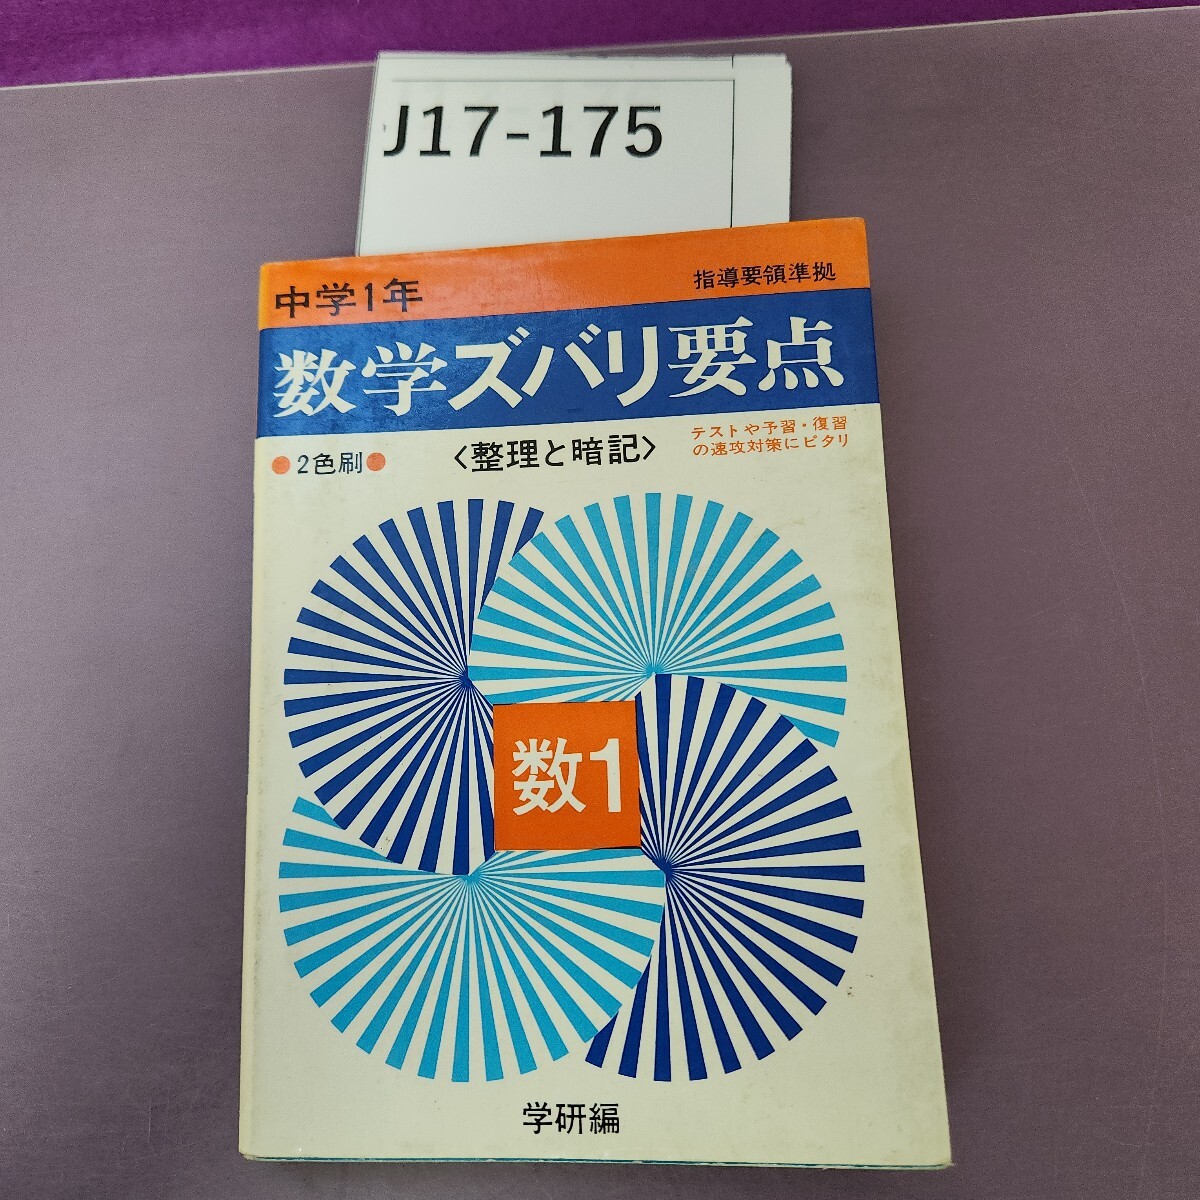 J17-175
中学1年
指導要領準拠
数学ズバリ要点
●2色刷●
〈整理と暗記〉
テストや予習・復習
の速攻対策にピタリ
数1
学研編